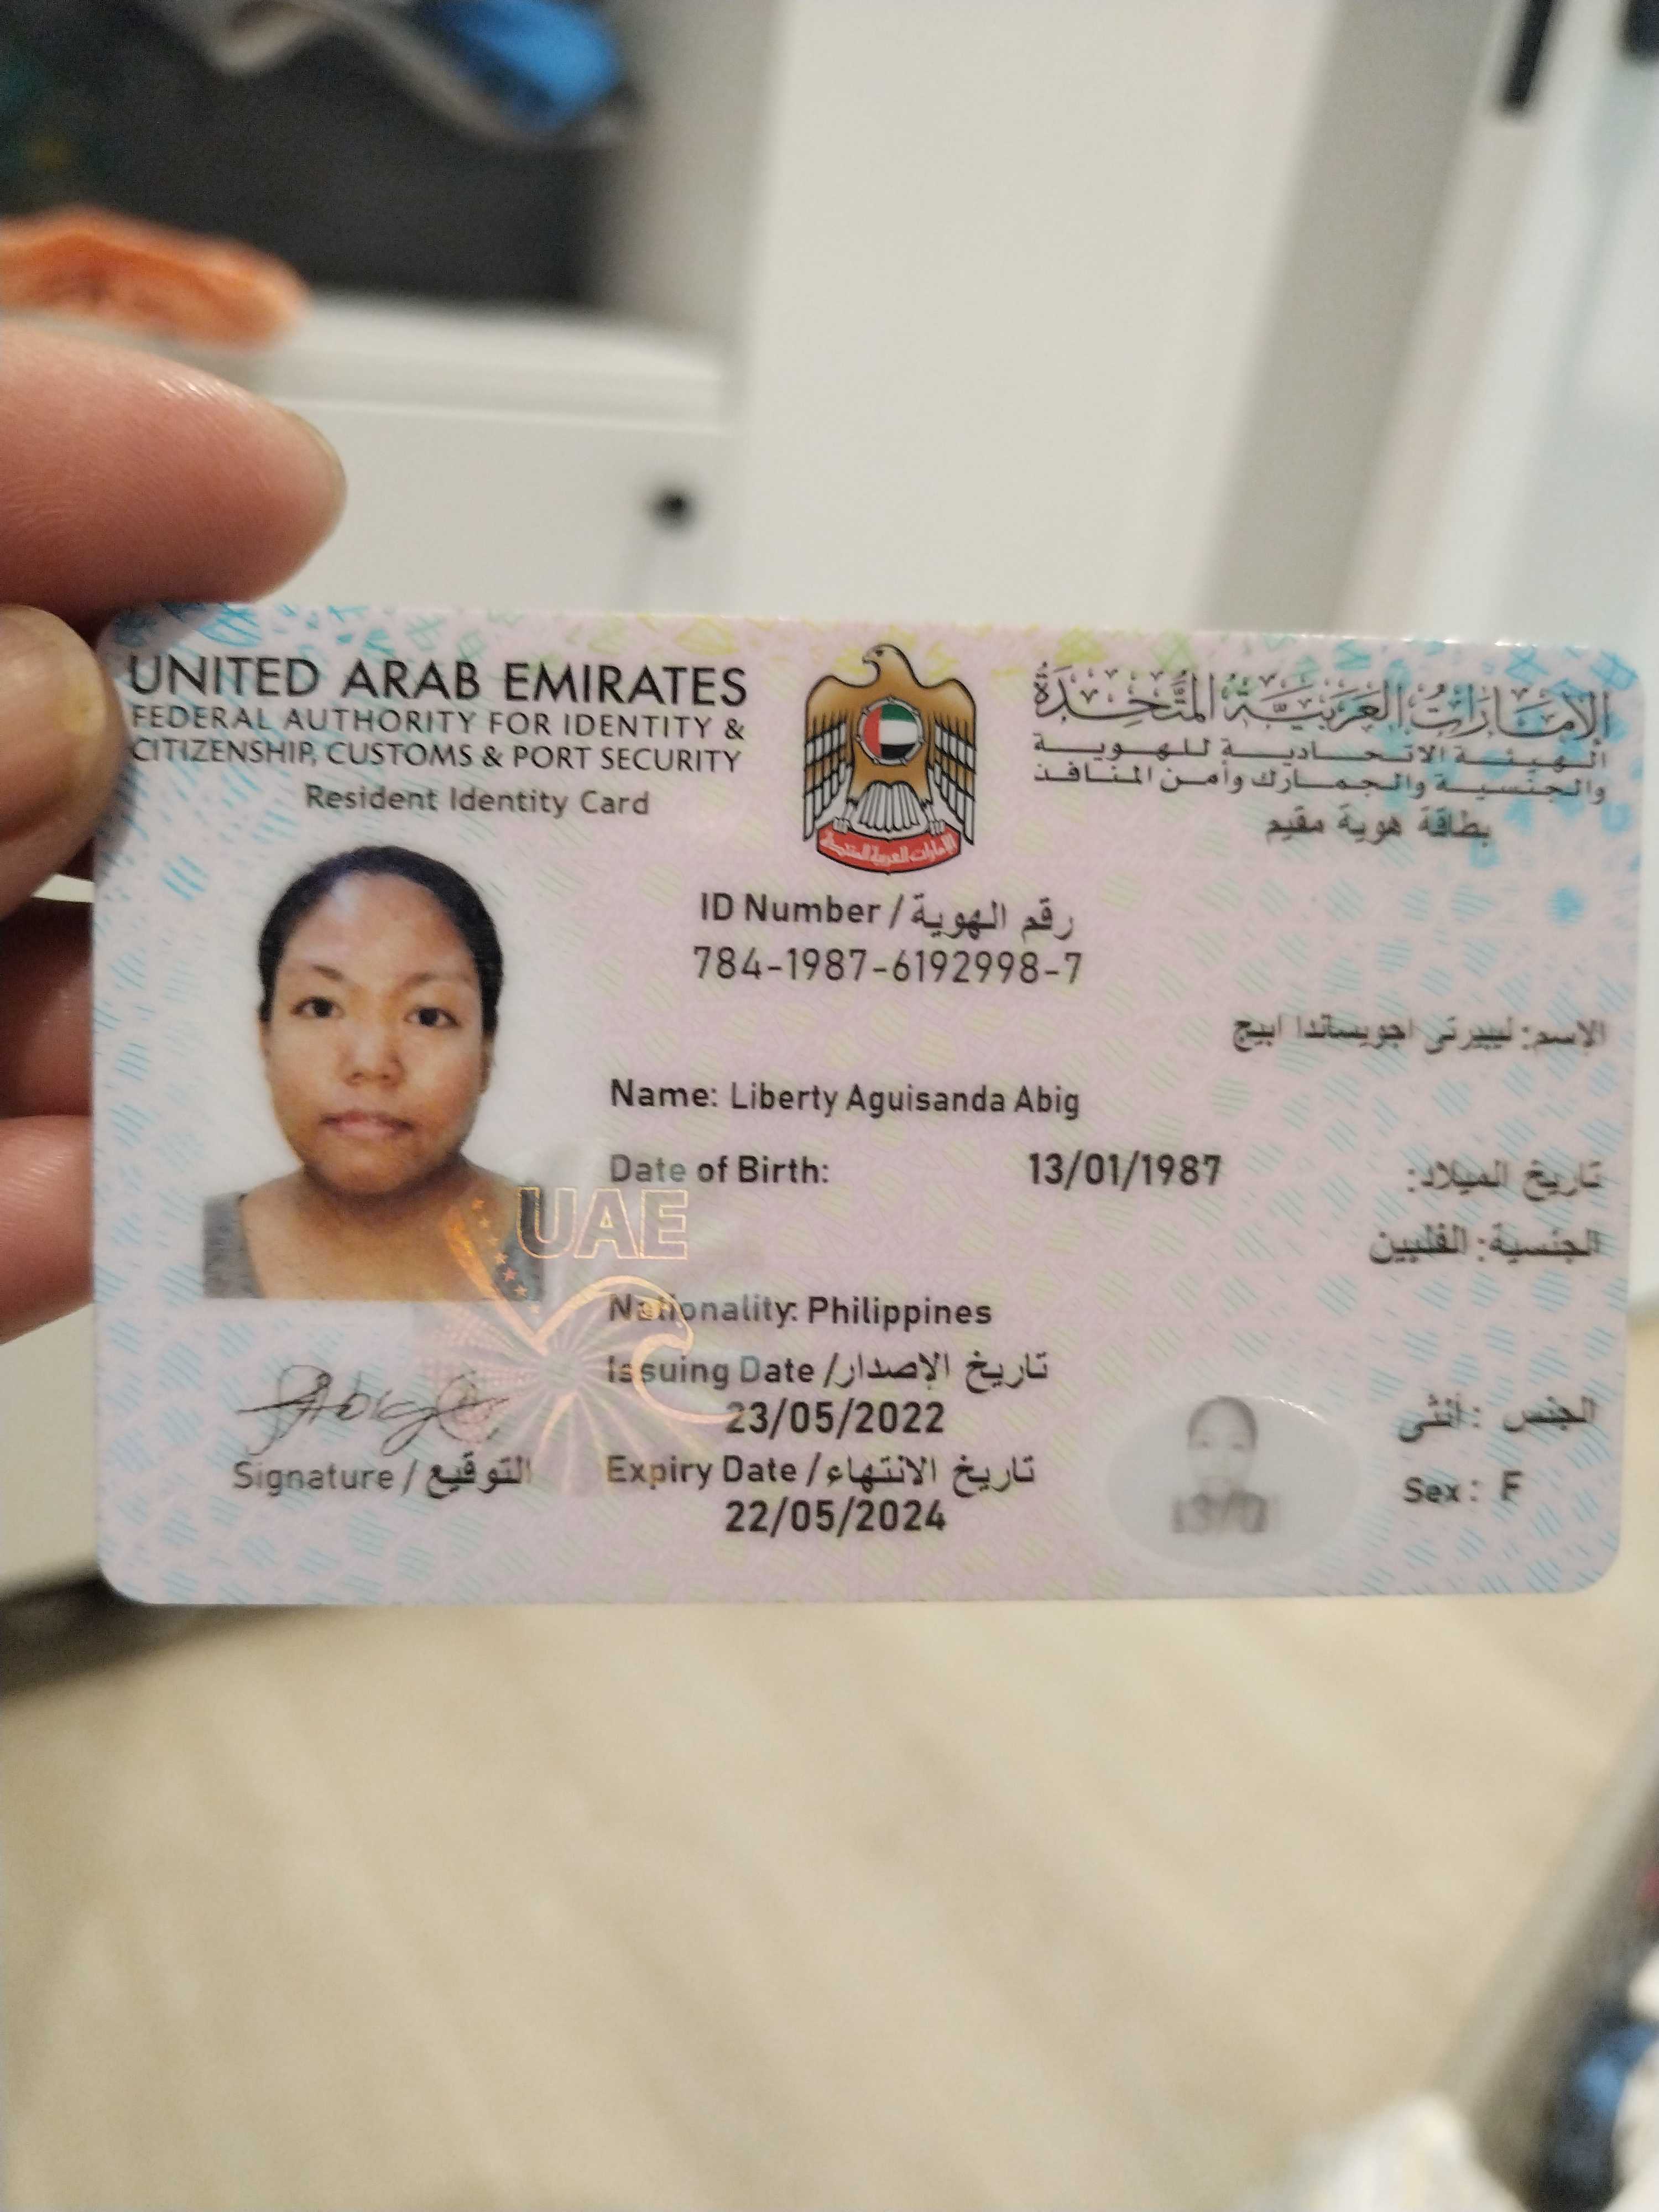 UNITED ARAB EMIRATES
FEDERAL AUTHORITY FOR IDENTITY &
CITIZENSHIP, CUSTOMS & PORT SECURITY
Resident Identity Card
الإمارات العربية المتحدة
الهيئة الاتحادية للهوية
والجنسية والجمارك وأمن المنافذ
بطاقة هوية مقيم
الإمارات العربية المتحدة
ID Number / رقم الهوية
784-1987-6192998-7
الاسم: ليبيرتى اجويساندا ابيج
Name: Liberty Aguisanda Abig
Date of Birth: 13/01/1987 تاريخ الميلاد:
الجنسية: الفلبين
UAE
Nationality: Philippines
Issuing Date / تاريخ الإصدار
23/05/2022
Expiry Date / تاريخ الانتهاء
22/05/2024
الجنس : أنثى
Sex : F
Abig
Signature / التوقيع